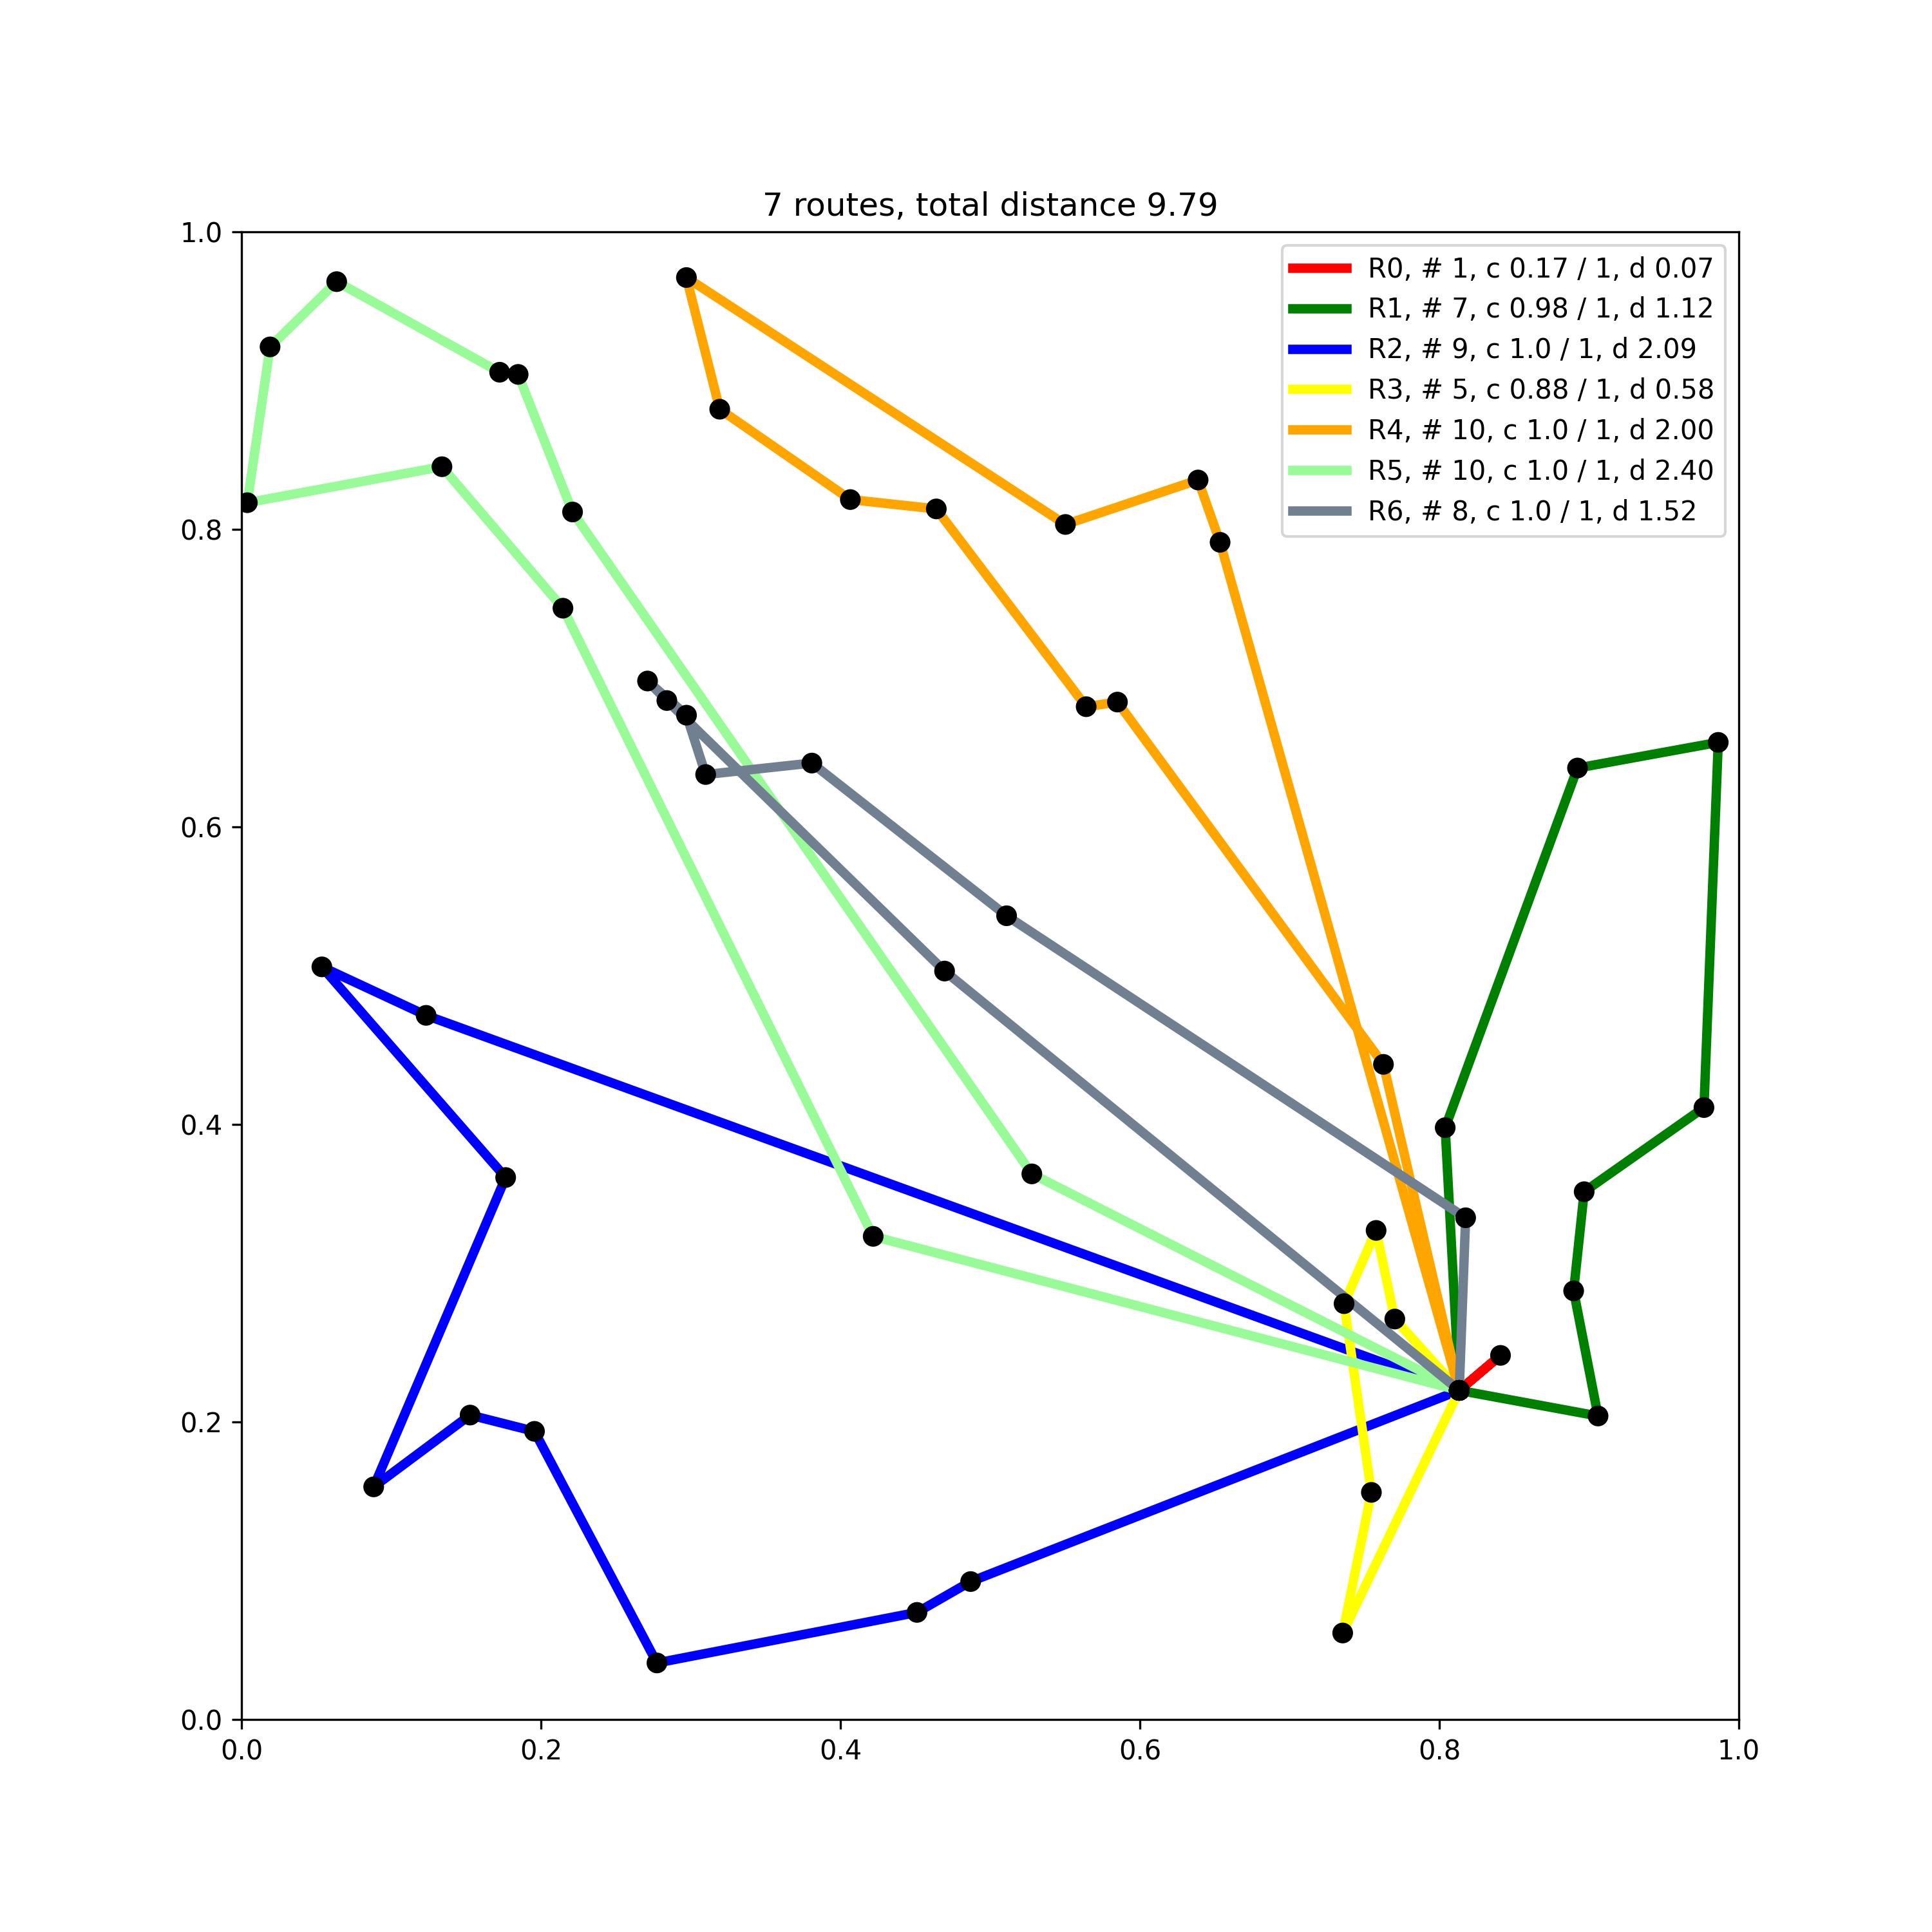 7 routes, total distance 9.79
R0, # 1, c 0.17 / 1, d 0.07
R1, # 7, c 0.98 / 1, d 1.12
R2, # 9, c 1.0 / 1, d 2.09
R3, # 5, c 0.88 / 1, d 0.58
R4, # 10, c 1.0 / 1, d 2.00
R5, # 10, c 1.0 / 1, d 2.40
R6, # 8, c 1.0 / 1, d 1.52
1.0
0.8
0.6
0.4
0.2
0.0
0.0 0.2 0.4 0.6 0.8 1.0